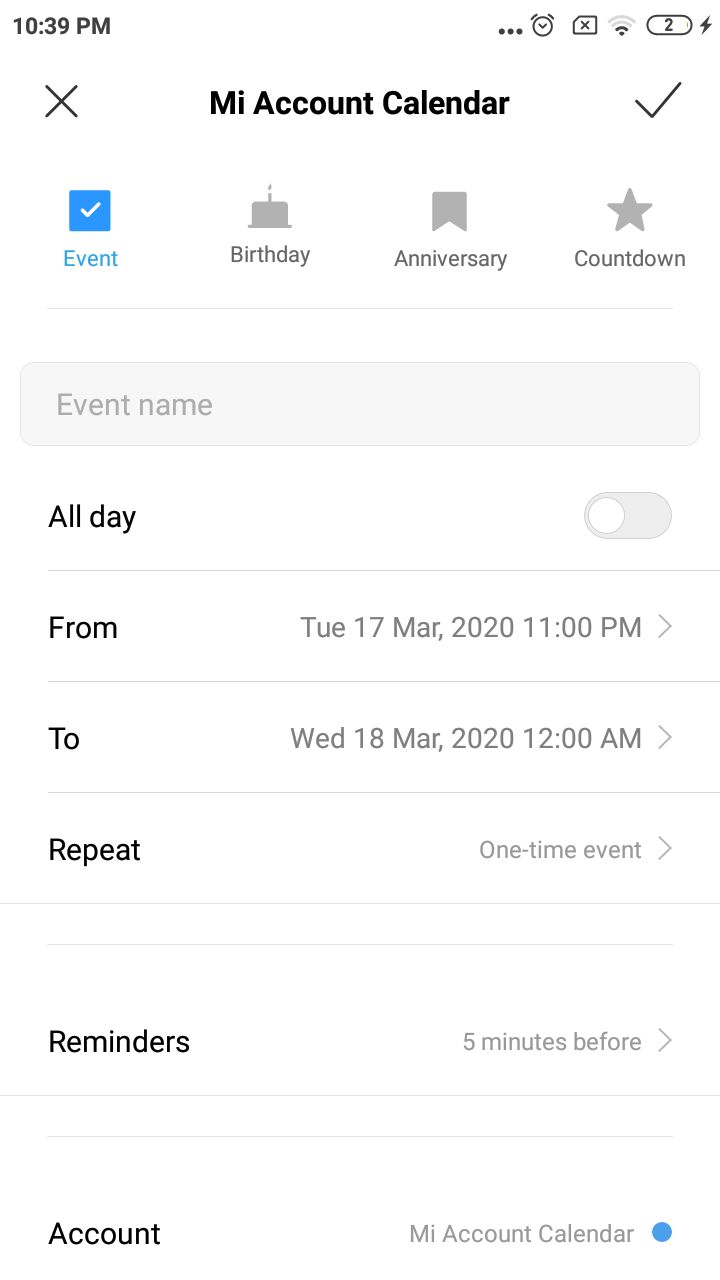 10:39 PM ... 2
Mi Account Calendar
Event Birthday Anniversary Countdown
Event name
All day
From Tue 17 Mar, 2020 11:00 PM
To Wed 18 Mar, 2020 12:00 AM
Repeat One-time event
Reminders 5 minutes before
Account Mi Account Calendar